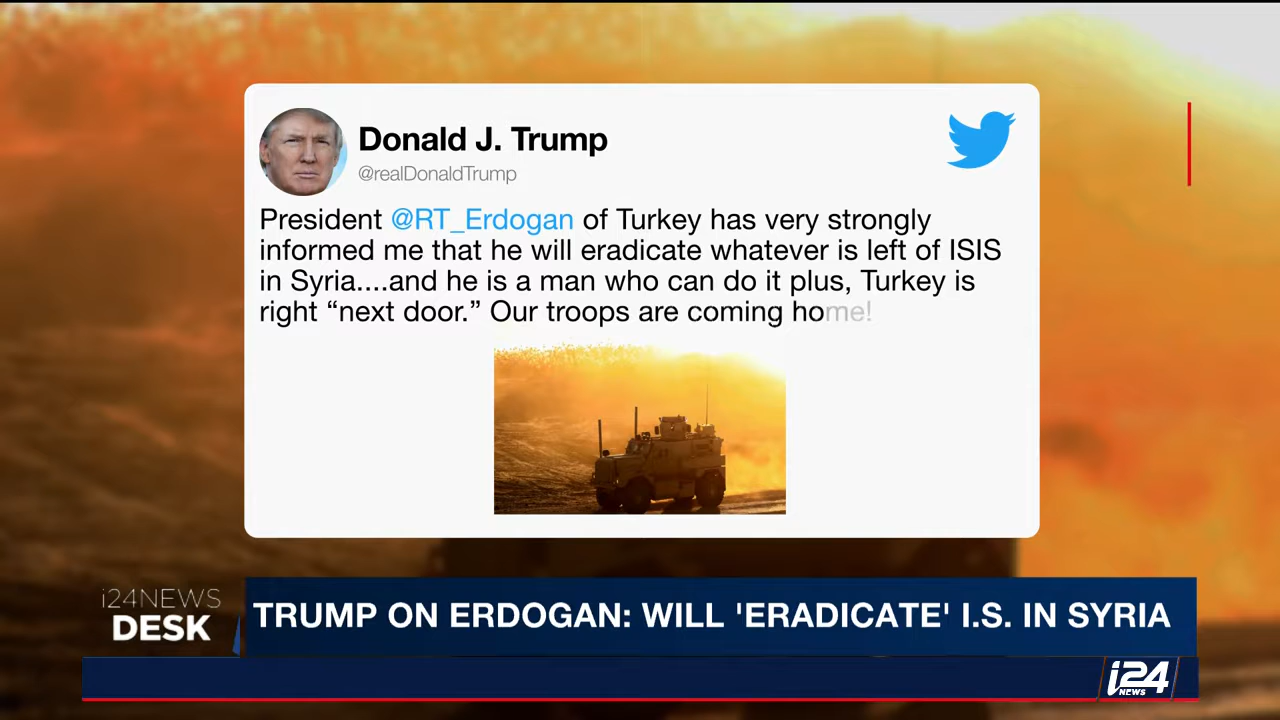 Donald J. Trump
@realDonaldTrump
President @RT_Erdogan of Turkey has very strongly
informed me that he will eradicate whatever is left of ISIS
in Syria....and he is a man who can do it plus, Turkey is
right “next door.” Our troops are coming home!
i24NEWS
DESK
TRUMP ON ERDOGAN: WILL 'ERADICATE' I.S. IN SYRIA
i24
NEWS